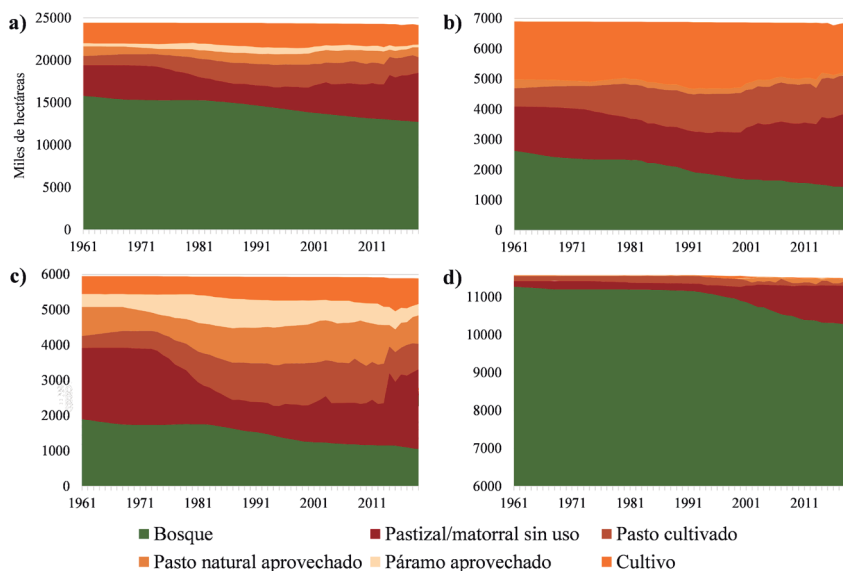 a)
25000
20000
15000
10000
5000
0
Miles de hectáreas
1961 1971 1981 1991 2001 2011
b)
7000
6000
5000
4000
3000
2000
1000
0
1961 1971 1981 1991 2001 2011
c)
6000
5000
4000
3000
2000
1000
0
1961 1971 1981 1991 2001 2011
d)
11000
10000
9000
8000
7000
6000
1961 1971 1981 1991 2001 2011
Bosque Pastizal/matorral sin uso Pasto cultivado
Pasto natural aprovechado Páramo aprovechado Cultivo